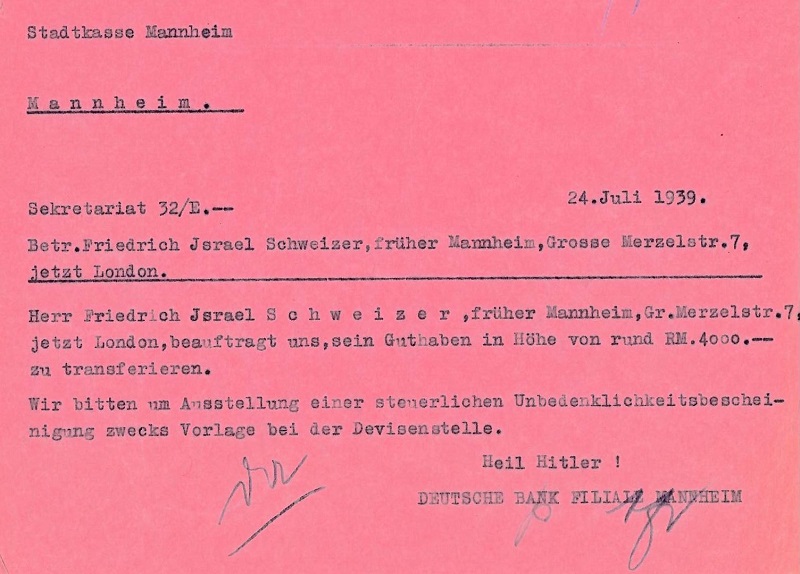 Stadtkasse Mannheim
M a n n h e i m .
24.Juli 1939.
Sekretariat 32/E.--
Betr.Friedrich Jsrael Schweizer,früher Mannheim,Grosse Merzelstr.7,
jetzt London.
Herr Friedrich Jsrael S c h w e i z e r ,früher Mannheim,Gr.Merzelstr.7,
jetzt London,beauftragt uns,sein Guthaben in Höhe von rund RM.4ooo.--
zu transferieren.
Wir bitten um Ausstellung einer steuerlichen Unbedenklichkeitsbeschei-
nigung zwecks Vorlage bei der Devisenstelle.
Heil Hitler !
DEUTSCHE BANK FILIALE MANNHEIM